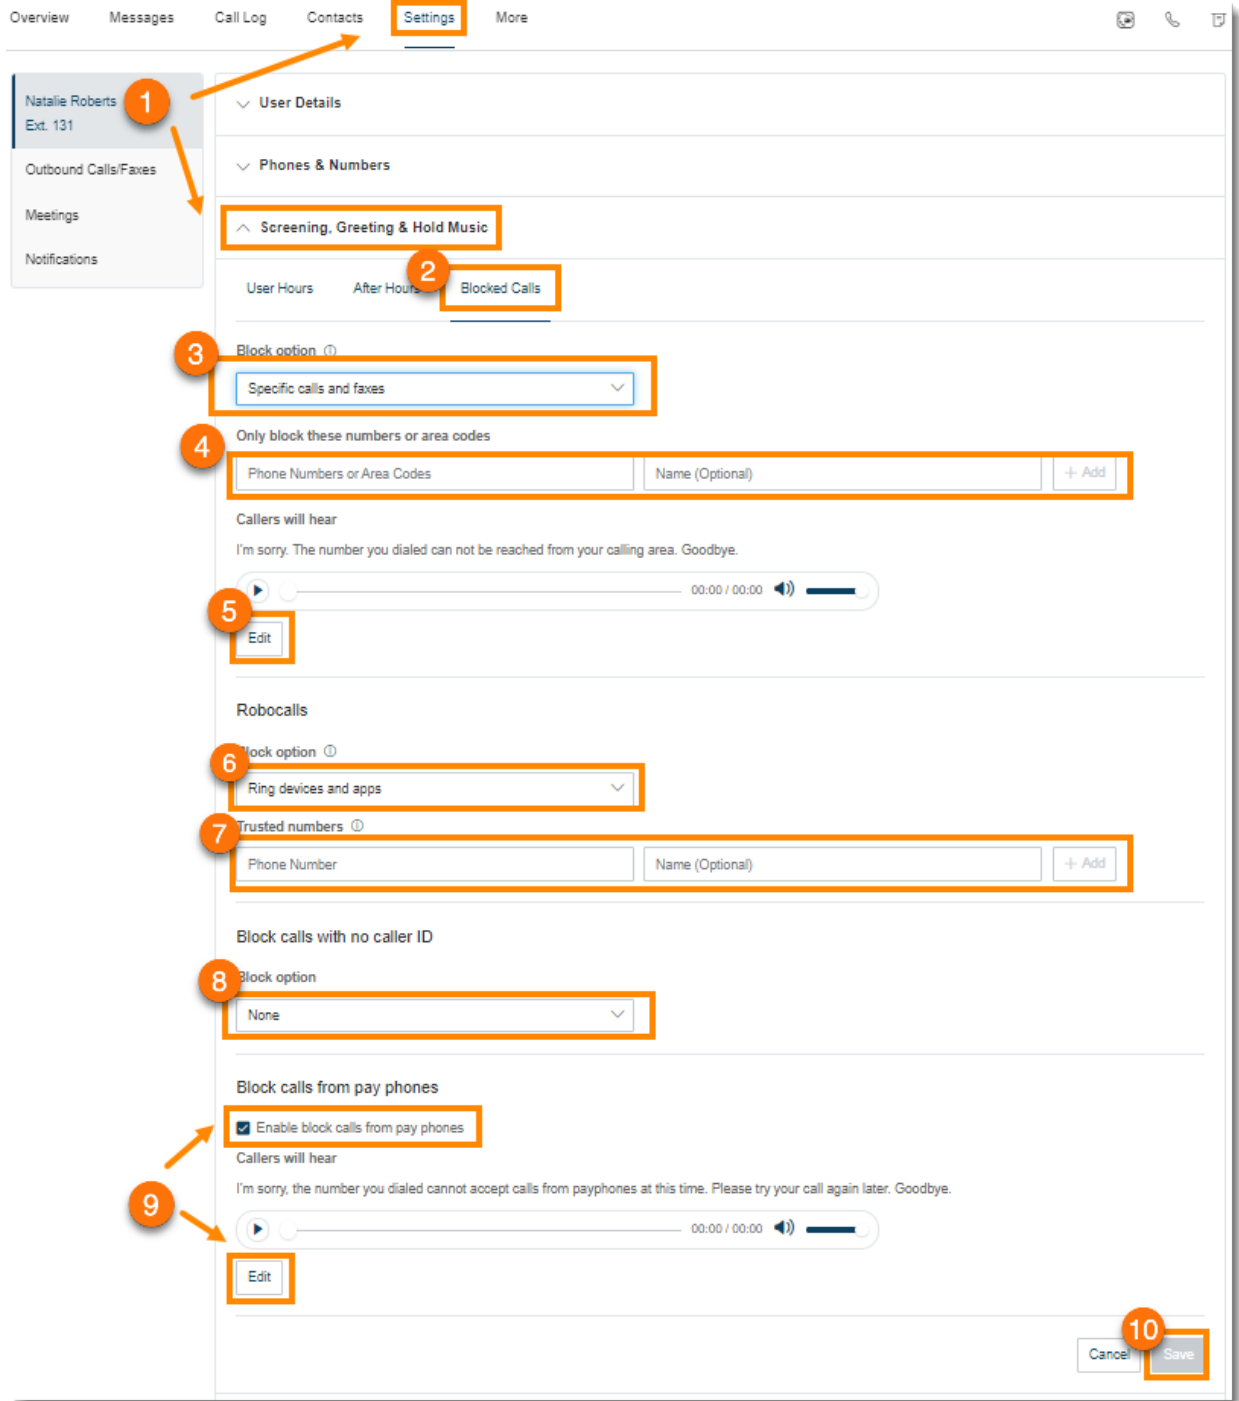 Overview Messages Call Log Contacts Settings More
Natalie Roberts
Ext. 131
1
Outbound Calls/Faxes
Meetings
Notifications
User Details
Phones & Numbers
Screening, Greeting & Hold Music
2
User Hours After Hours Blocked Calls
3
Block option
Specific calls and faxes
4
Only block these numbers or area codes
Phone Numbers or Area Codes Name (Optional) + Add
Callers will hear
I'm sorry. The number you dialed can not be reached from your calling area. Goodbye.
00:00 / 00:00
5
Edit
Robocalls
6
Block option
Ring devices and apps
7
Trusted numbers
Phone Number Name (Optional) + Add
Block calls with no caller ID
8
Block option
None
Block calls from pay phones
Enable block calls from pay phones
Callers will hear
9
I'm sorry, the number you dialed cannot accept calls from payphones at this time. Please try your call again later. Goodbye.
00:00 / 00:00
Edit
10
Cancel Save